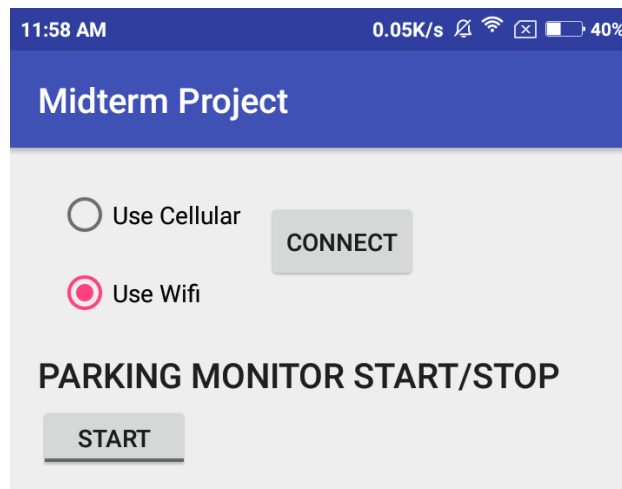 11:58 AM 0.05K/s 40%
Midterm Project
Use Cellular
CONNECT
Use Wifi
PARKING MONITOR START/STOP
START